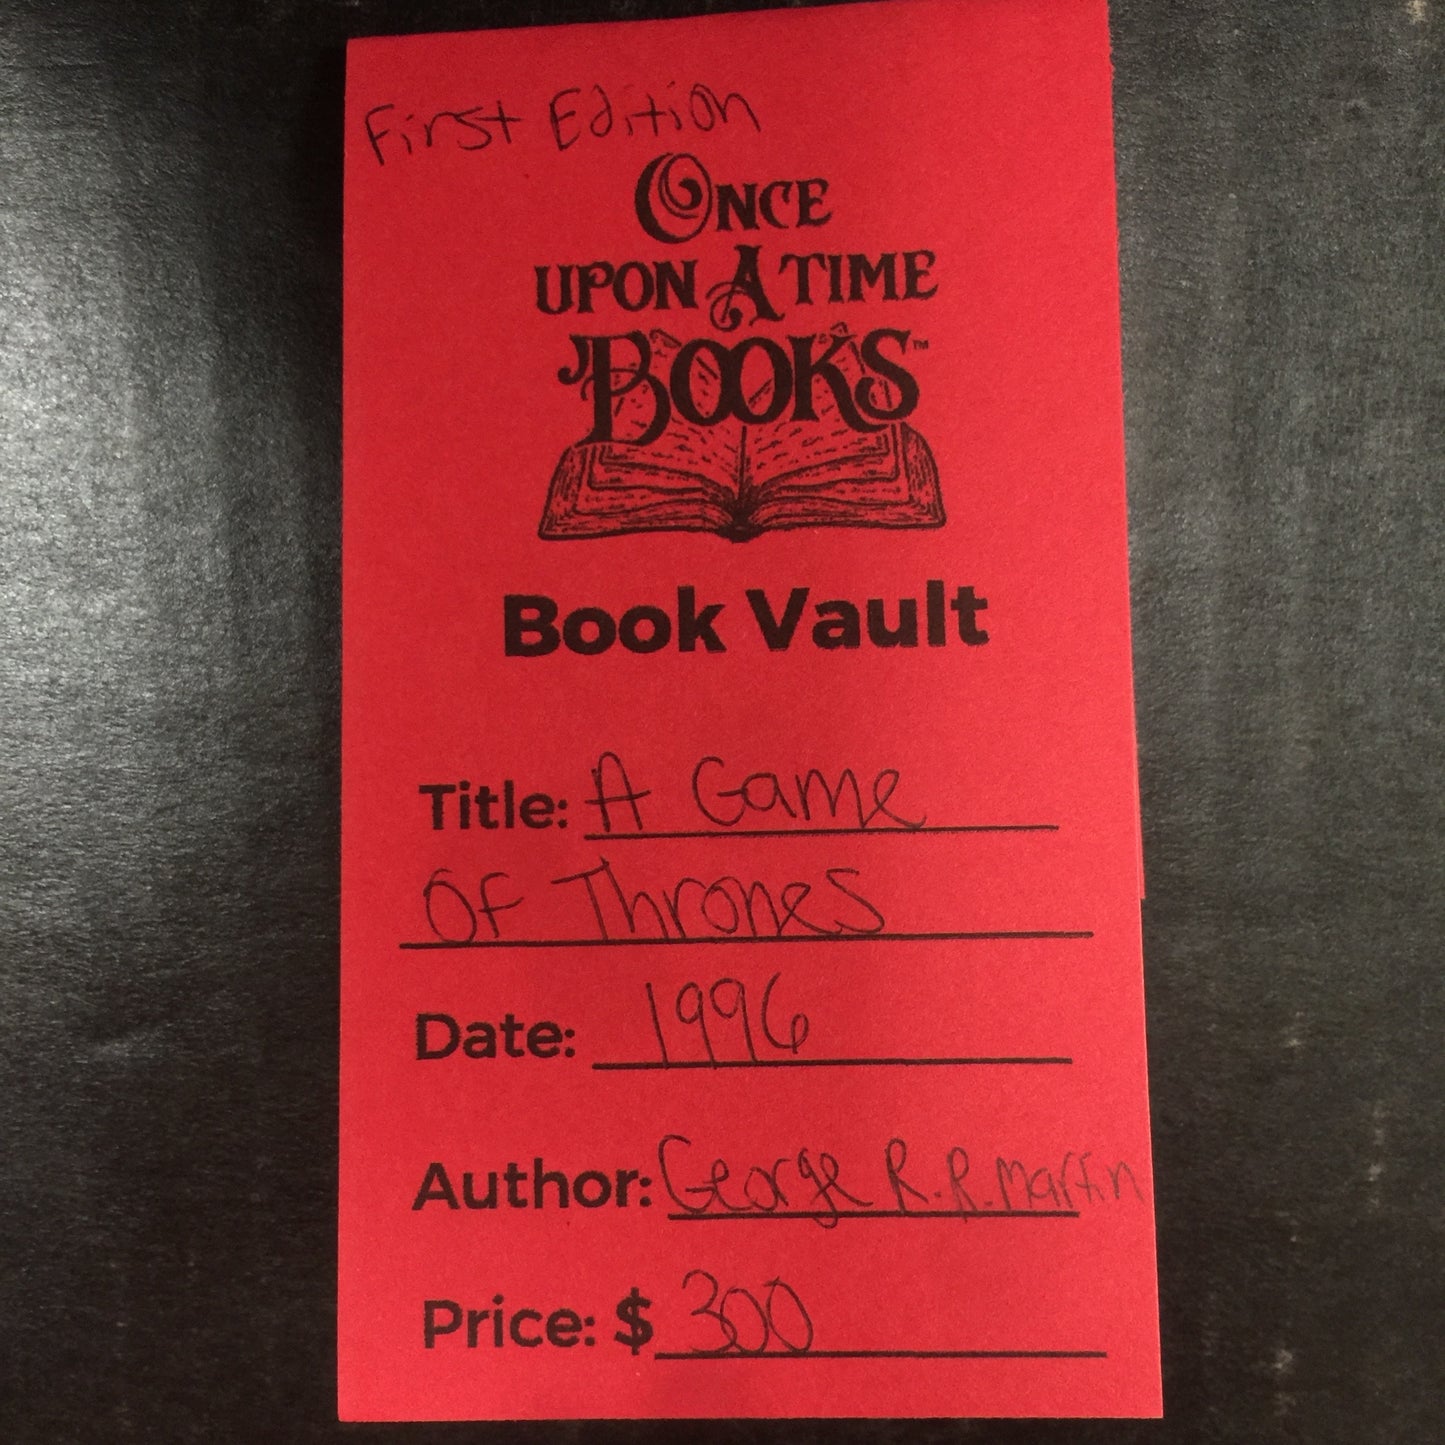 First Edition
ONCE
UPON A TIME
BOOKS™
Book Vault
Title: A Game
Of Thrones
Date: 1996
Author: George R.R. Martin
Price: $ 300